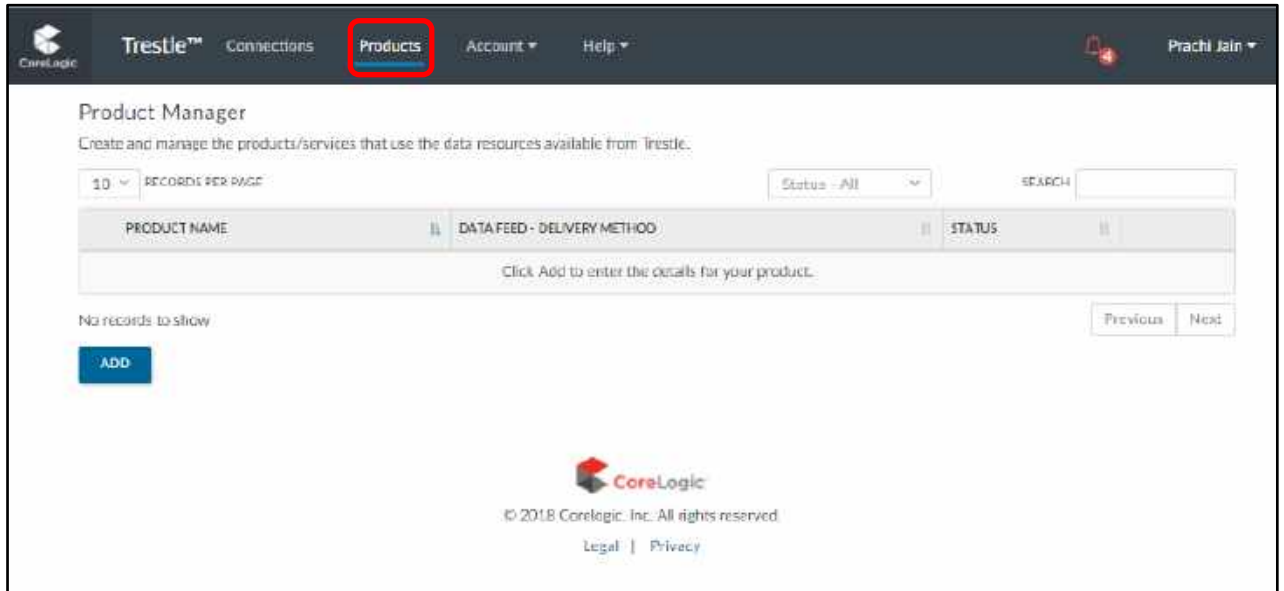 CoreLogic
Trestle™ Connections Products Account Help 4 Prachi Jain
Product Manager
Create and manage the products/services that use the data resources available from Trestle.
10 RECORDS PER PAGE Status - All SEARCH
PRODUCT NAME DATA FEED - DELIVERY METHOD STATUS
Click Add to enter the details for your product.
No records to show Previous Next
ADD
CoreLogic
© 2018 Corelogic, Inc. All rights reserved
Legal | Privacy